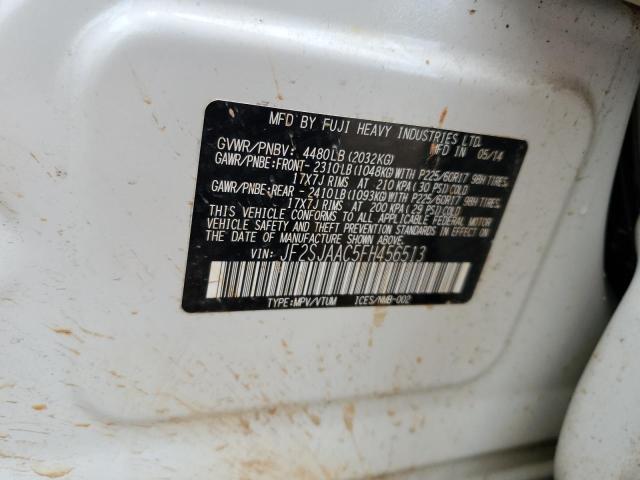 MFD BY FUJI HEAVY INDUSTRIES LTD.
MFD IN 05/14
GVWR/PNBV: 4480LB(2032KG)
GAWR/PNBE:FRONT- 2310LB(1048KG)WITH P225/60R17 98H TIRES,
17X7J RIMS AT 210 KPA(30 PSI)COLD
GAWR/PNBE:REAR - 2410LB(1093KG)WITH P225/60R17 98H TIRES,
17X7J RIMS AT 200 KPA(29 PSI)COLD
THIS VEHICLE CONFORMS TO ALL APPLICABLE FEDERAL MOTOR
VEHICLE SAFETY BUMPER, AND THEFT PREVENTION STANDARDS
IN EFFECT ON THE DATE OF MANUFACTURE SHOWN ABOVE.
VIN: JF2SJAAC5FH456513
TYPE:MPV/VTUM ICES/NMB-002